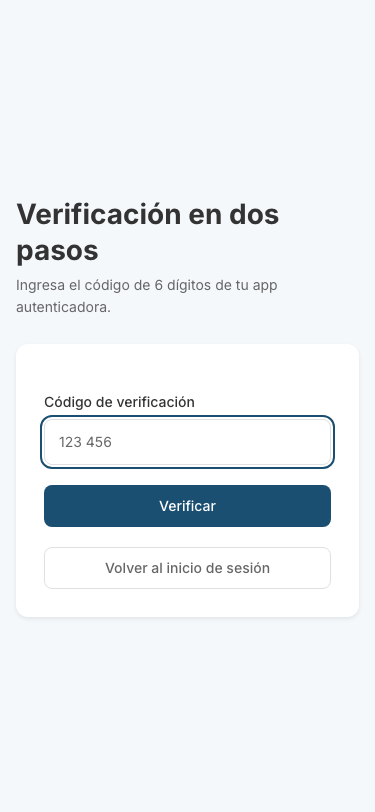 Verificación en dos
pasos
Ingresa el código de 6 dígitos de tu app
autenticadora.
Código de verificación
123 456
Verificar
Volver al inicio de sesión